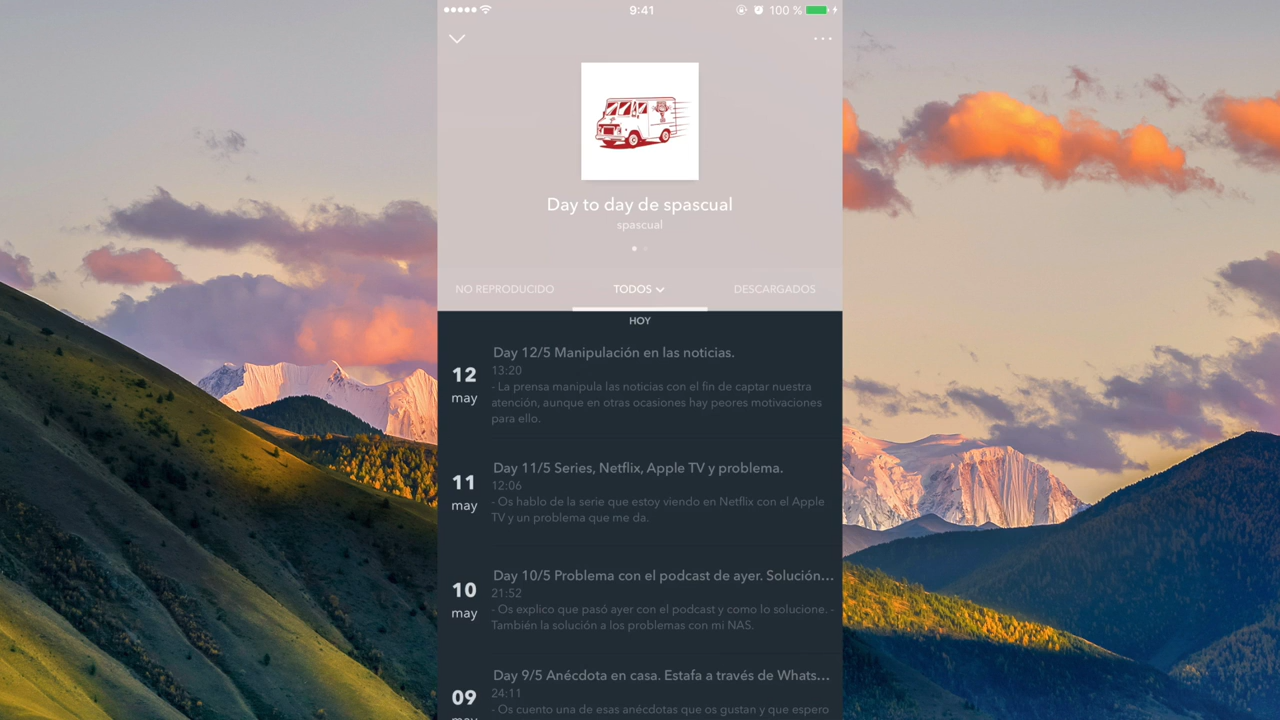 9:41
100 %
Day to day de spascual
spascual
NO REPRODUCIDO
TODOS
DESCARGADOS
HOY
12
may
Day 12/5 Manipulación en las noticias.
13:20
- La prensa manipula las noticias con el fin de captar nuestra
atención, aunque en otras ocasiones hay peores motivaciones
para ello.
11
may
Day 11/5 Series, Netflix, Apple TV y problema.
12:06
- Os hablo de la serie que estoy viendo en Netflix con el Apple
TV y un problema que me da.
10
may
Day 10/5 Problema con el podcast de ayer. Solución...
21:52
- Os explico que pasó ayer con el podcast y como lo solucione. -
También la solución a los problemas con mi NAS.
09
may
Day 9/5 Anécdota en casa. Estafa a través de Whats...
24:11
- Os cuento una de esas anécdotas que os gustan y que espero